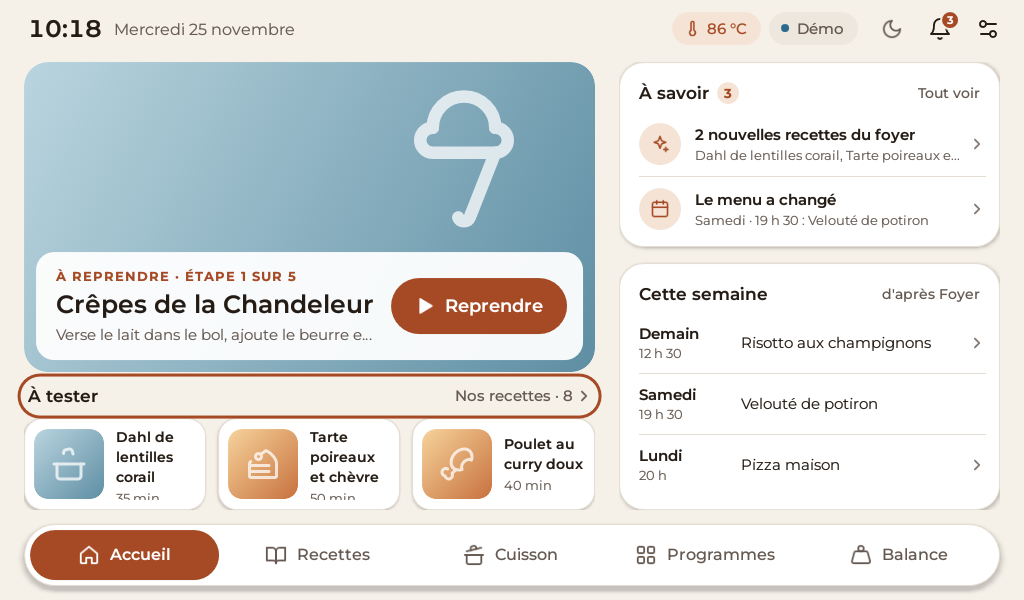 10:18 Mercredi 25 novembre
86 °C
Démo
3
À REPRENDRE · ÉTAPE 1 SUR 5
Crêpes de la Chandeleur
Verse le lait dans le bol, ajoute le beurre e...
Reprendre
À tester
Nos recettes · 8
Dahl de
lentilles
corail
35 min
Tarte
poireaux
et chèvre
50 min
Poulet au
curry doux
40 min
À savoir 3
Tout voir
2 nouvelles recettes du foyer
Dahl de lentilles corail, Tarte poireaux e...
Le menu a changé
Samedi · 19 h 30 : Velouté de potiron
Cette semaine
d'après Foyer
Demain
12 h 30
Risotto aux champignons
Samedi
19 h 30
Velouté de potiron
Lundi
20 h
Pizza maison
Accueil
Recettes
Cuisson
Programmes
Balance